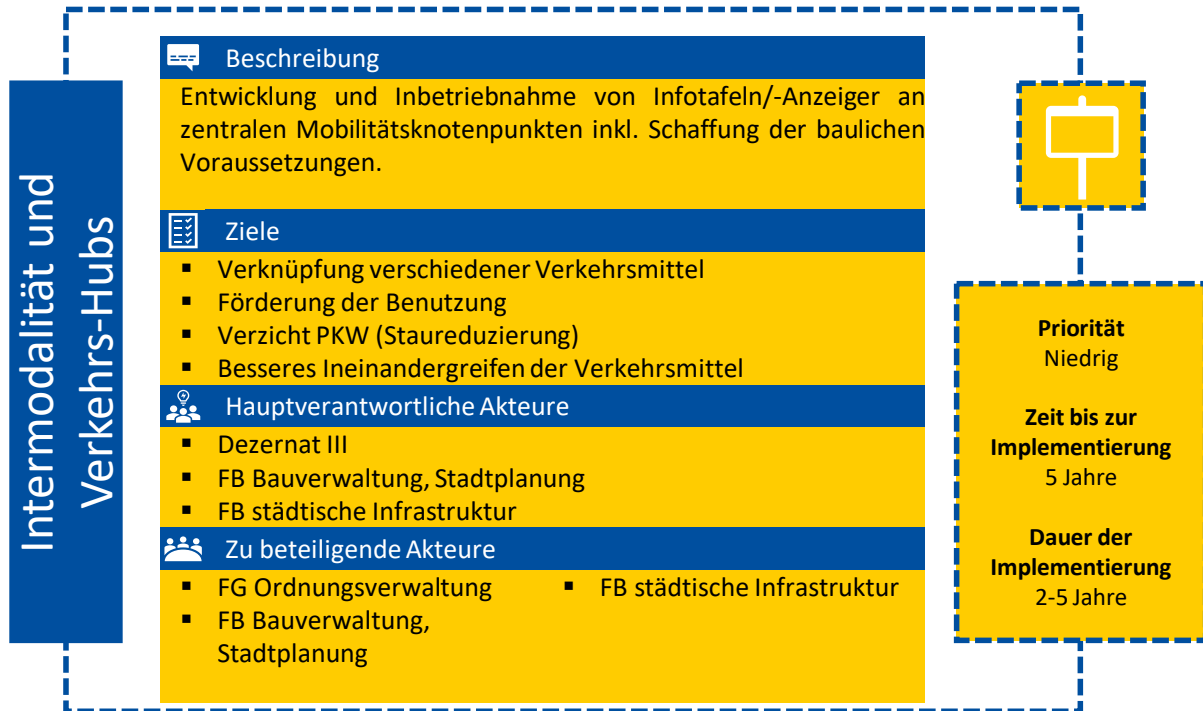 Intermodalität und
Verkehrs-Hubs
Beschreibung
Entwicklung und Inbetriebnahme von Infotafeln/-Anzeiger an
zentralen Mobilitätsknotenpunkten inkl. Schaffung der baulichen
Voraussetzungen.
Ziele
▪ Verknüpfung verschiedener Verkehrsmittel
▪ Förderung der Benutzung
▪ Verzicht PKW (Staureduzierung)
▪ Besseres Ineinandergreifen der Verkehrsmittel
Hauptverantwortliche Akteure
▪ Dezernat III
▪ FB Bauverwaltung, Stadtplanung
▪ FB städtische Infrastruktur
Zu beteiligende Akteure
▪ FG Ordnungsverwaltung
▪ FB Bauverwaltung,
Stadtplanung
▪ FB städtische Infrastruktur
Priorität
Niedrig
Zeit bis zur
Implementierung
5 Jahre
Dauer der
Implementierung
2-5 Jahre